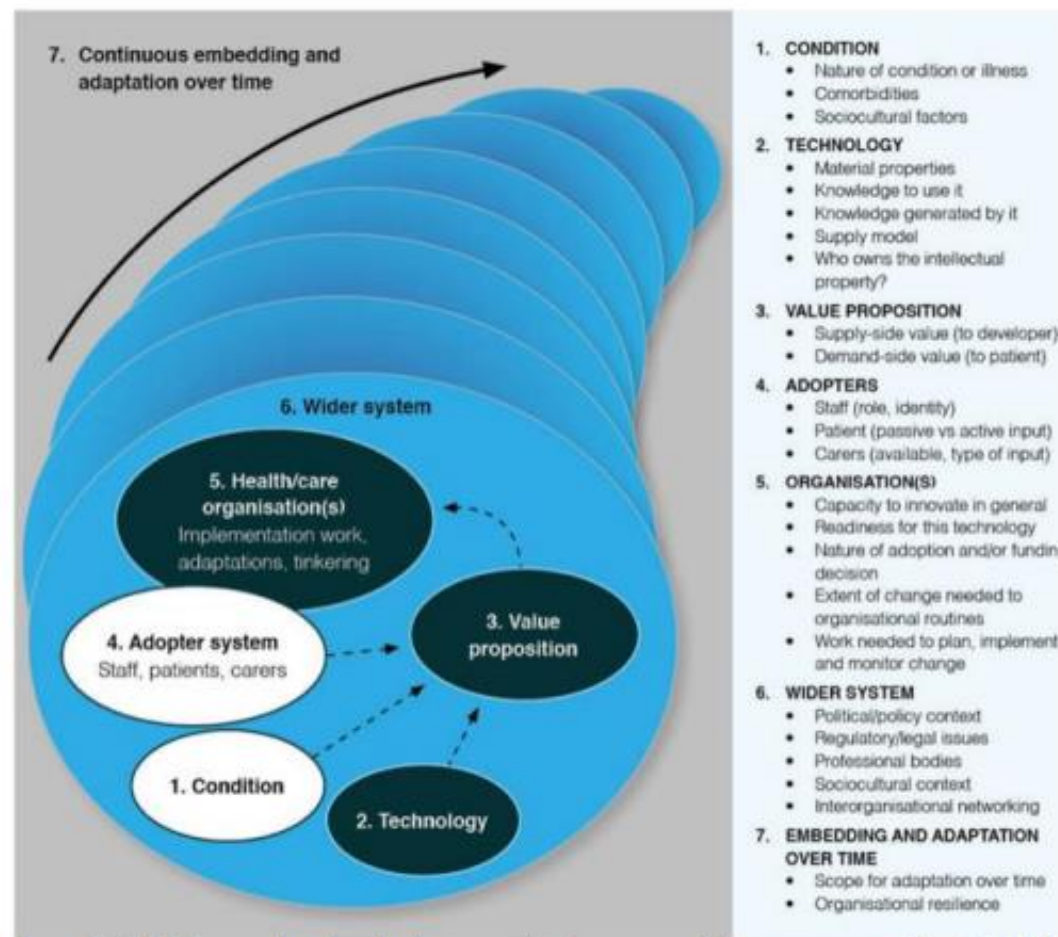 7. Continuous embedding and
adaptation over time
6. Wider system
5. Health/care
organisation(s)
Implementation work,
adaptations, tinkering
4. Adopter system
Staff, patients, carers
3. Value
proposition
1. Condition
2. Technology
1. CONDITION
• Nature of condition or illness
• Comorbidities
• Sociocultural factors
2. TECHNOLOGY
• Material properties
• Knowledge to use it
• Knowledge generated by it
• Supply model
• Who owns the intellectual
property?
3. VALUE PROPOSITION
• Supply-side value (to developer)
• Demand-side value (to patient)
4. ADOPTERS
• Staff (role, identity)
• Patient (passive vs active input)
• Carers (available, type of input)
5. ORGANISATION(S)
• Capacity to innovate in general
• Readiness for this technology
• Nature of adoption and/or fundin
decision
• Extent of change needed to
organisational routines
• Work needed to plan, implement
and monitor change
6. WIDER SYSTEM
• Political/policy context
• Regulatory/legal issues
• Professional bodies
• Sociocultural context
• Interorganisational networking
7. EMBEDDING AND ADAPTATION
OVER TIME
• Scope for adaptation over time
• Organisational resilience